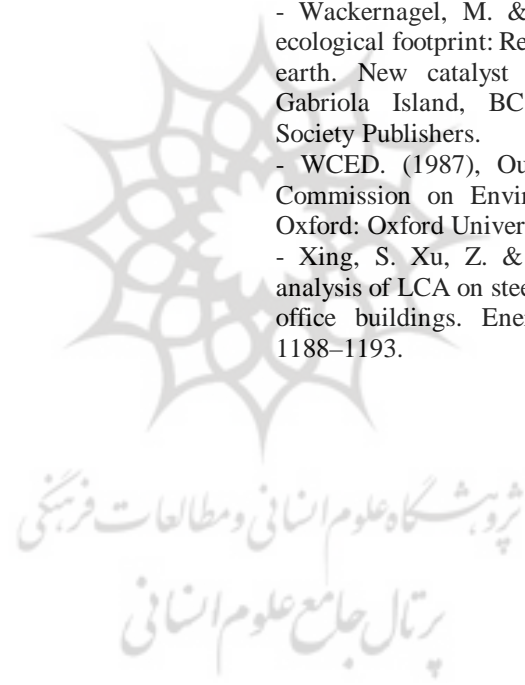 - Wackernagel, M. &
ecological footprint: Re
earth. New catalyst
Gabriola Island, BC
Society Publishers.
- WCED. (1987), Ou
Commission on Envir
Oxford: Oxford Univer
- Xing, S. Xu, Z. &
analysis of LCA on stee
office buildings. Ener
1188–1193.
پژوهشگاه علوم انسانی و مطالعات فرهنگی
پرتال جامع علوم انسانی